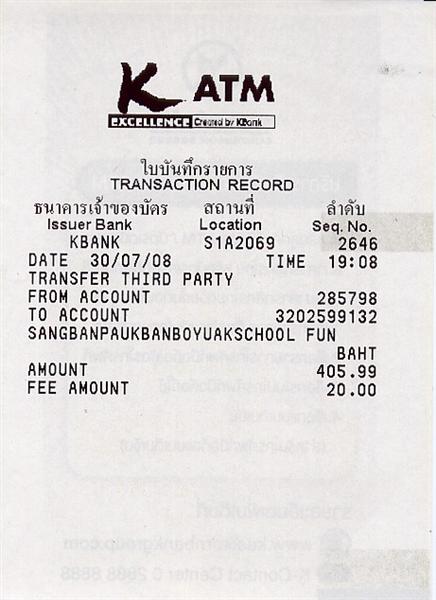 K ATM
EXCELLENCE Created by KBank
ใบบันทึกรายการ
TRANSACTION RECORD
ธนาคารเจ้าของบัตร สถานที่ ลำดับ
Issuer Bank Location Seq. No.
KBANK S1A2069 2646
DATE 30/07/08 TIME 19:08
TRANSFER THIRD PARTY
FROM ACCOUNT 285798
TO ACCOUNT 3202599132
SANGBANPAUKBANBOYUAKSCHOOL FUN
BAHT
AMOUNT 405.99
FEE AMOUNT 20.00